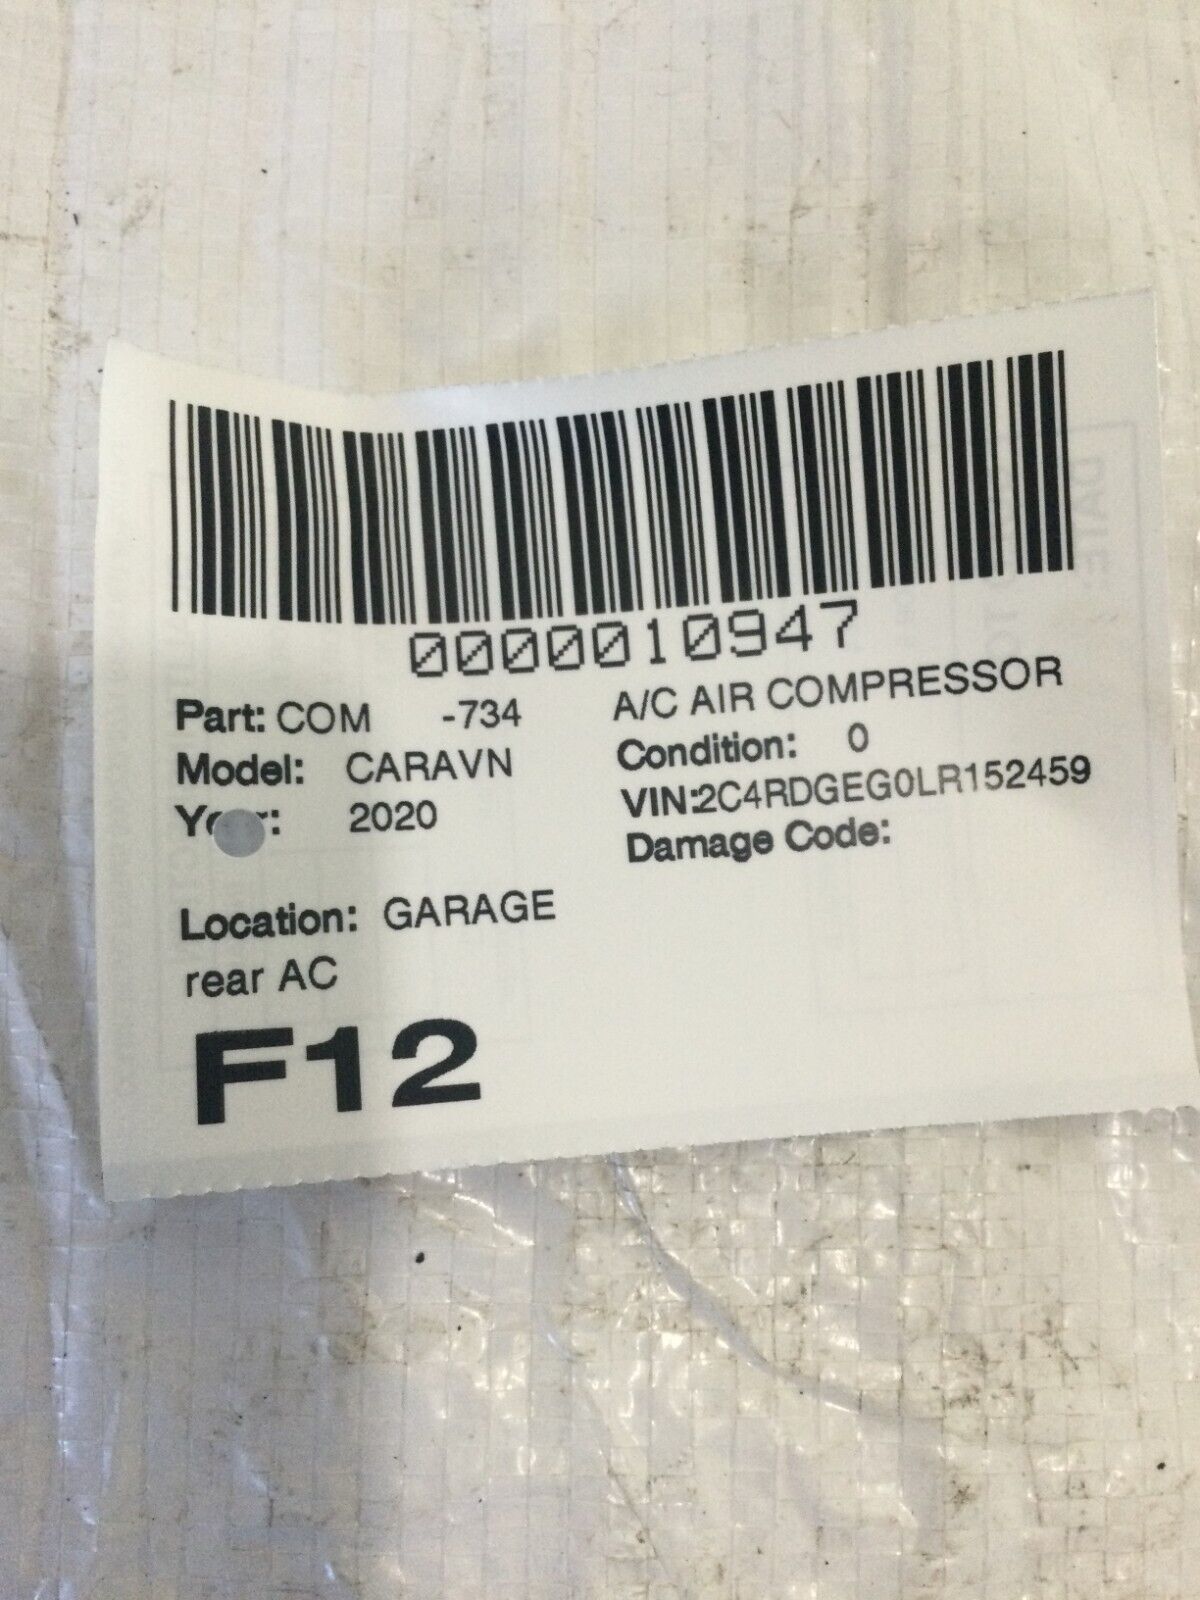 0000010947
Part: COM -734 A/C AIR COMPRESSOR
Model: CARAVN Condition: 0
Year: 2020 VIN:2C4RDGEG0LR152459
Damage Code:
Location: GARAGE
rear AC
F12